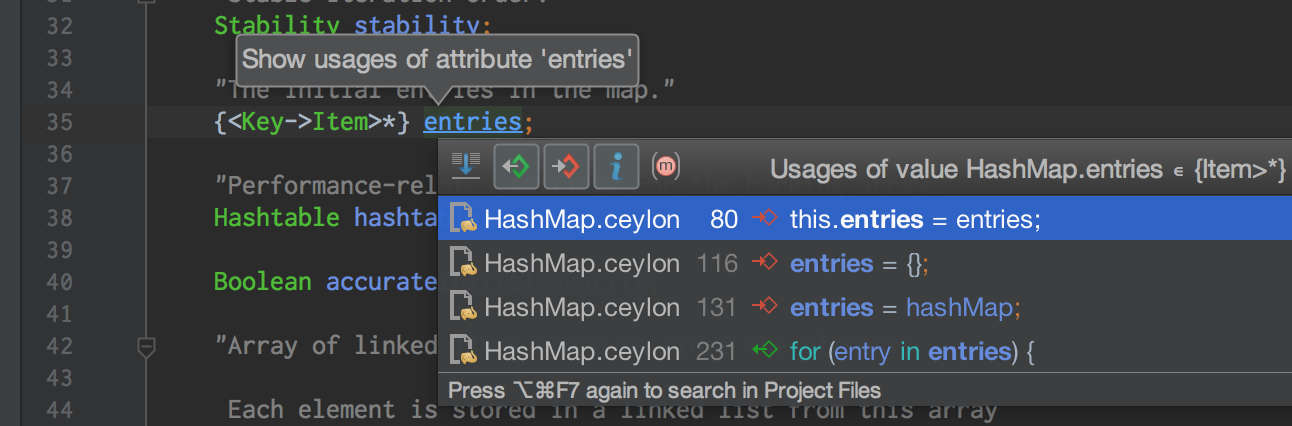 32 Stability stability;
33
Show usages of attribute 'entries'
34 "The initial entries in the map."
35 {<Key->Item>*} entries;
36
(m) Usages of value HashMap.entries ∈ {Item>*}
37 "Performance-rel
HashMap.ceylon 80 this.entries = entries;
38 Hashtable hashta
39
HashMap.ceylon 116 entries = {};
40 Boolean accurate
HashMap.ceylon 131 entries = hashMap;
41
42 "Array of linked
HashMap.ceylon 231 for (entry in entries) {
43
Press ⌥⌘F7 again to search in Project Files
44 Each element is stored in a linked list from this array